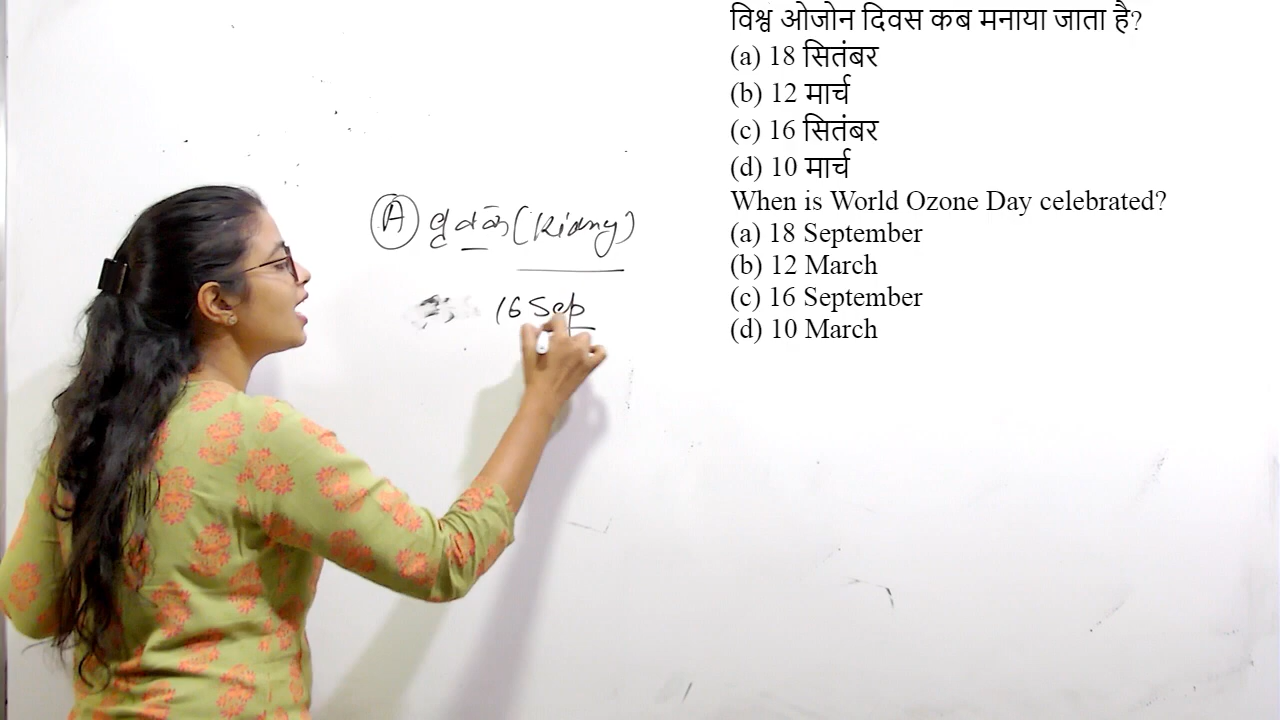 Ⓐ वृक्क (Kidny)
16 Sep
विश्व ओजोन दिवस कब मनाया जाता है?
(a) 18 सितंबर
(b) 12 मार्च
(c) 16 सितंबर
(d) 10 मार्च
When is World Ozone Day celebrated?
(a) 18 September
(b) 12 March
(c) 16 September
(d) 10 March